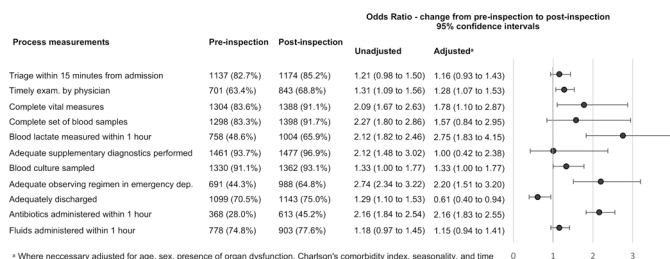 Odds Ratio - change from pre-inspection to post-inspection
95% confidence intervals
Process measurements Pre-inspection Post-inspection Unadjusted Adjustedᵃ
Triage within 15 minutes from admission 1137 (82.7%) 1174 (85.2%) 1.21 (0.98 to 1.50) 1.16 (0.93 to 1.43)
Timely exam. by physician 701 (63.4%) 843 (68.8%) 1.31 (1.09 to 1.56) 1.28 (1.07 to 1.53)
Complete vital measures 1304 (83.6%) 1388 (91.1%) 2.09 (1.67 to 2.63) 1.78 (1.10 to 2.87)
Complete set of blood samples 1298 (83.3%) 1398 (91.7%) 2.27 (1.80 to 2.86) 1.57 (0.84 to 2.95)
Blood lactate measured within 1 hour 758 (48.6%) 1004 (65.9%) 2.12 (1.82 to 2.46) 2.75 (1.83 to 4.15)
Adequate supplementary diagnostics performed 1461 (93.7%) 1477 (96.9%) 2.12 (1.48 to 3.02) 1.00 (0.42 to 2.38)
Blood culture sampled 1330 (91.1%) 1362 (93.1%) 1.33 (1.00 to 1.77) 1.33 (1.00 to 1.77)
Adequate observing regimen in emergency dep. 691 (44.3%) 988 (64.8%) 2.74 (2.34 to 3.22) 2.20 (1.51 to 3.20)
Adequately discharged 1099 (70.5%) 1143 (75.0%) 1.29 (1.10 to 1.53) 0.61 (0.40 to 0.94)
Antibiotics administered within 1 hour 368 (28.0%) 613 (45.2%) 2.16 (1.84 to 2.54) 2.16 (1.83 to 2.55)
Fluids administered within 1 hour 778 (74.8%) 903 (77.6%) 1.18 (0.97 to 1.45) 1.15 (0.94 to 1.41)
ᵃ Where neccessary adjusted for age, sex, presence of organ dysfunction, Charlson's comorbidity index, seasonality, and time
0 1 2 3